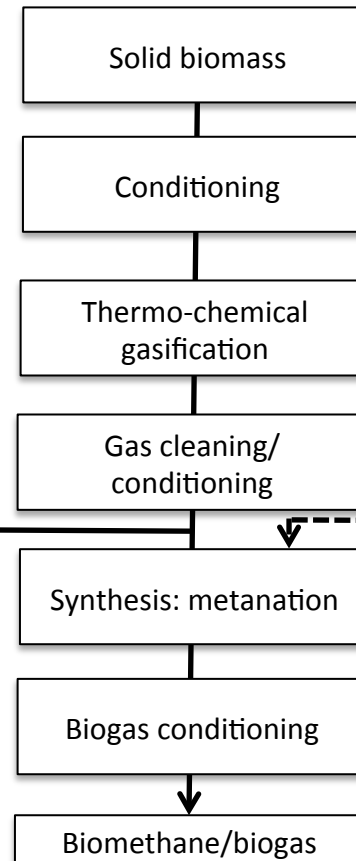 Solid biomass
Conditioning
Thermo-chemical
gasification
Gas cleaning/
conditioning
Synthesis: metanation
Biogas conditioning
Biomethane/biogas